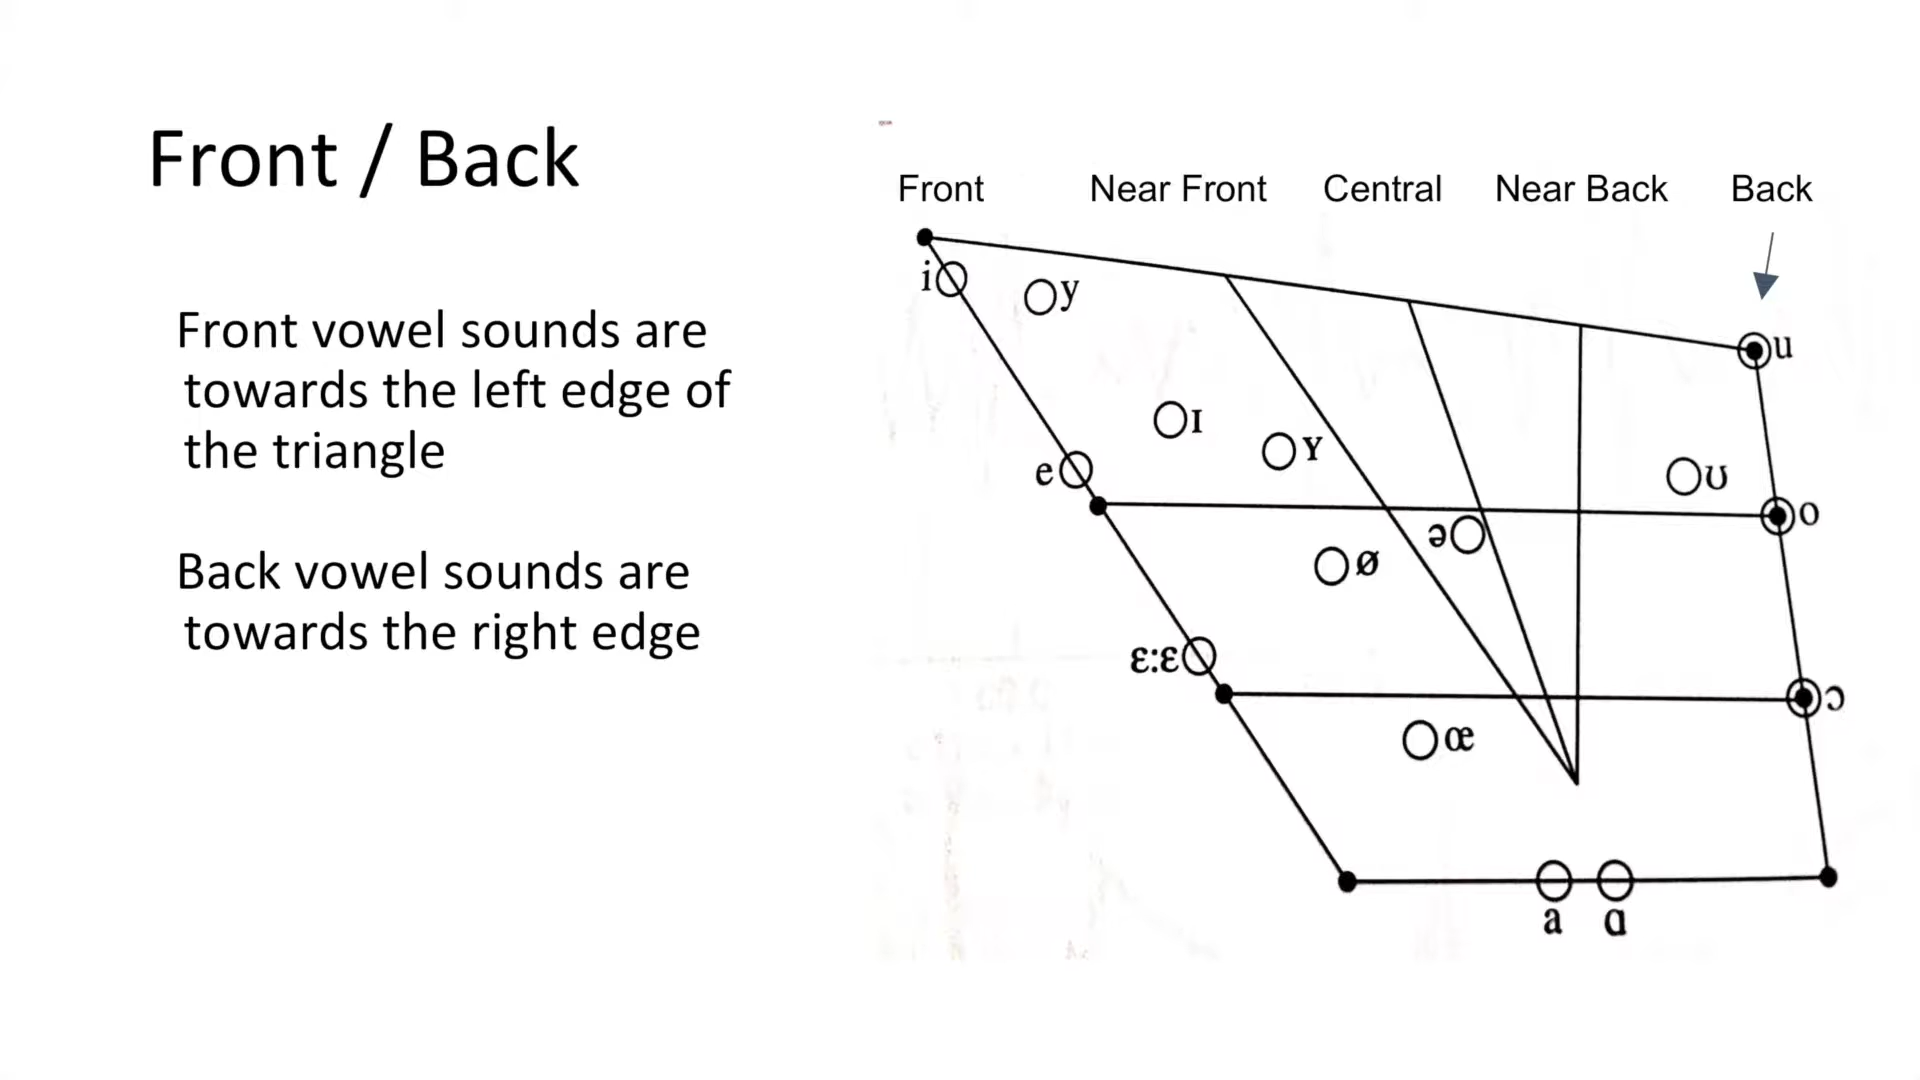 Front / Back
Front vowel sounds are
towards the left edge of
the triangle
Back vowel sounds are
towards the right edge
Front Near Front Central Near Back Back
i
y
u
ɪ
ʏ
e
ʊ
o
ə
ø
ɛ:ɛ
ɔ
œ
a ɑ